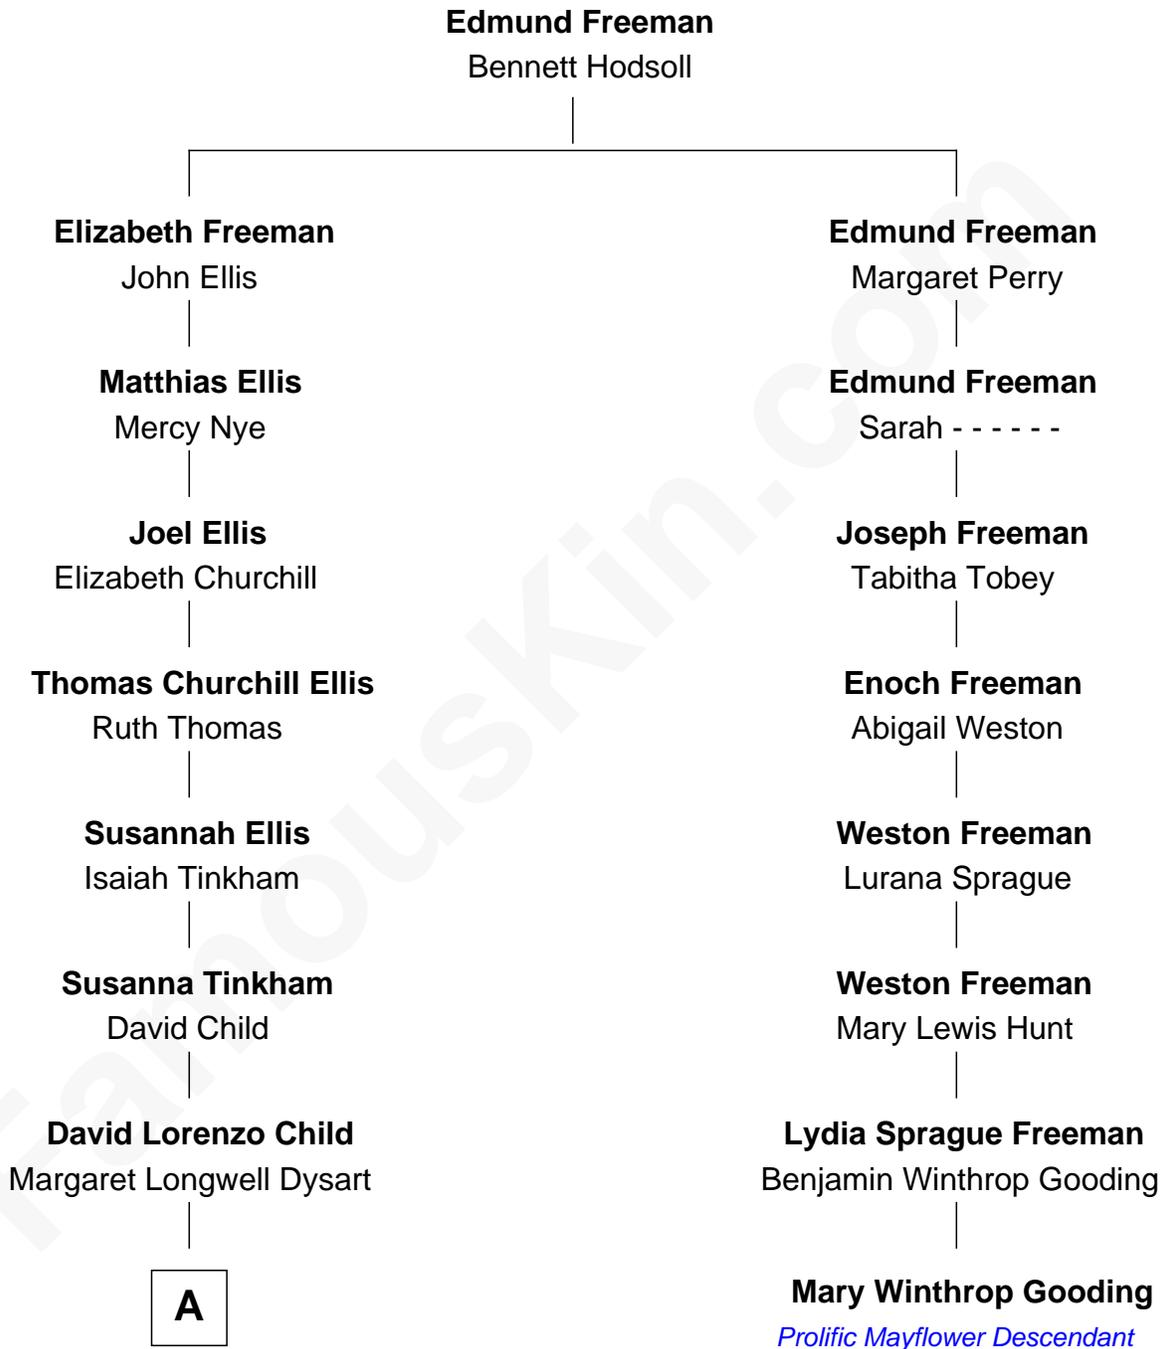 Edmund Freeman
Bennett Hodsoll
Elizabeth Freeman
John Ellis
Edmund Freeman
Margaret Perry
Matthias Ellis
Mercy Nye
Edmund Freeman
Sarah - - - - - -
Joel Ellis
Elizabeth Churchill
Joseph Freeman
Tabitha Tobey
Thomas Churchill Ellis
Ruth Thomas
Enoch Freeman
Abigail Weston
Susannah Ellis
Isaiah Tinkham
Weston Freeman
Lurana Sprague
Susanna Tinkham
David Child
Weston Freeman
Mary Lewis Hunt
David Lorenzo Child
Margaret Longwell Dysart
Lydia Sprague Freeman
Benjamin Winthrop Gooding
A
Mary Winthrop Gooding
Prolific Mayflower Descendant
FamousKin.com